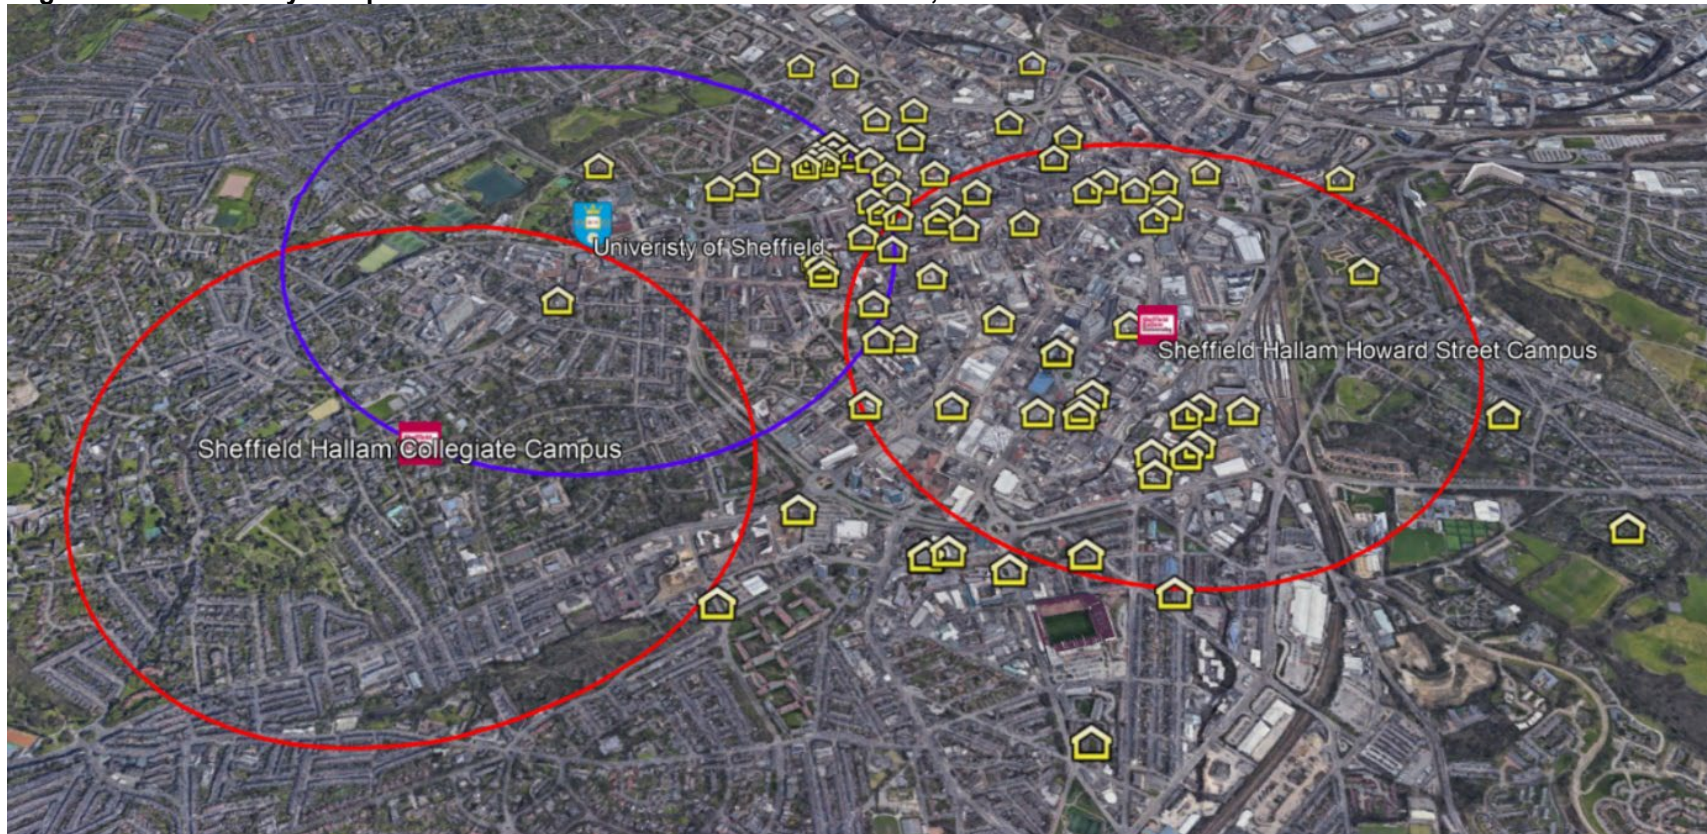 Univeristy of Sheffield
Sheffield Hallam Howard Street Campus
Sheffield Hallam Collegiate Campus